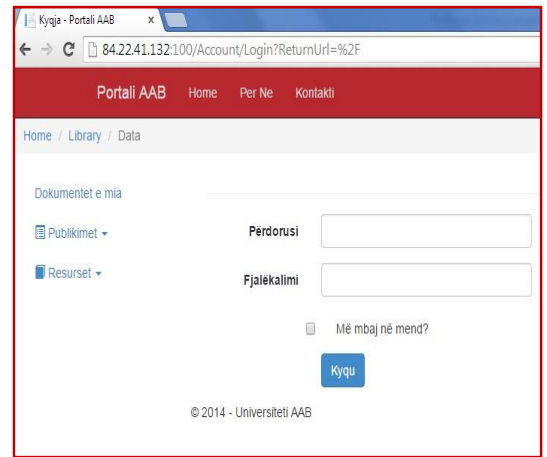 Kyqja - Portali AAB
84.22.41.132:100/Account/Login?ReturnUrl=%2F
Portali AAB Home Per Ne Kontakti
Home / Library / Data
Dokumentet e mia
Publikimet
Resurset
Përdorusi
Fjalëkalimi
Më mbaj në mend?
Kyqu
© 2014 - Universiteti AAB